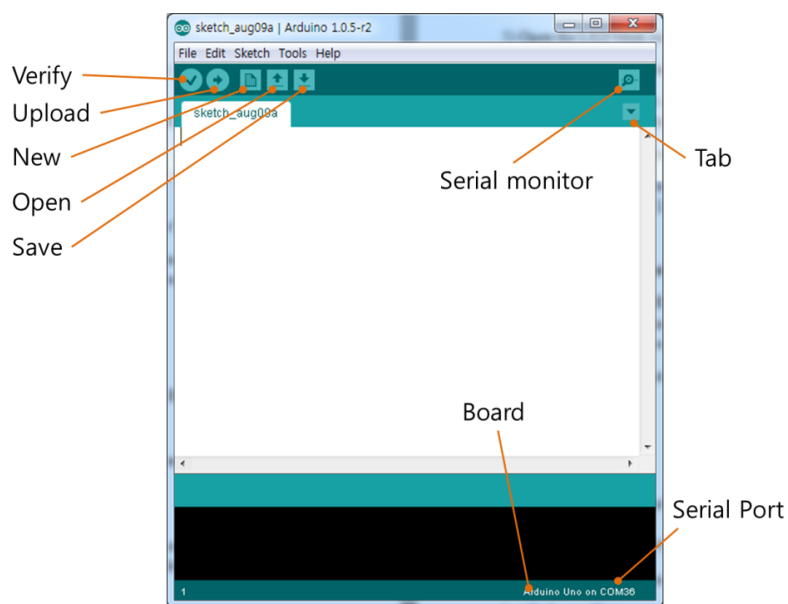 sketch_aug09a | Arduino 1.0.5-r2
File Edit Sketch Tools Help
Verify
Upload
New
Open
Save
sketch_aug09a
Serial monitor
Tab
Board
Serial Port
1
Arduino Uno on COM36